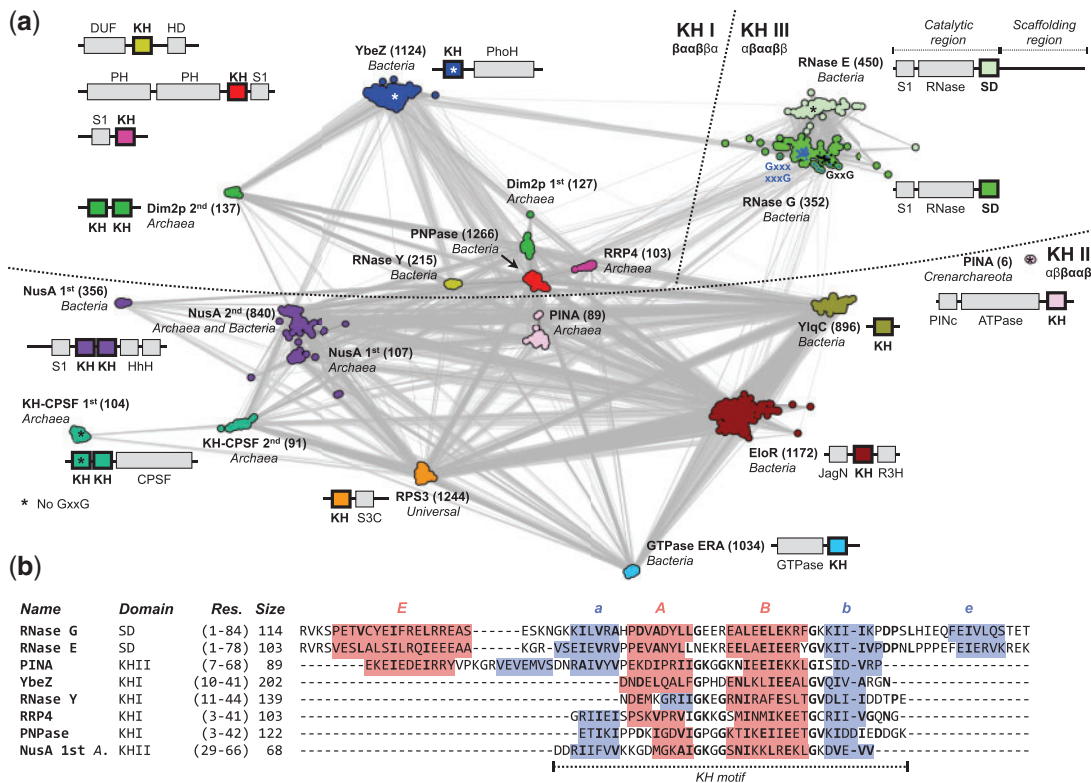 (a)
DUF KH HD
PH PH KH S1
S1 KH
YbeZ (1124)
Bacteria
KH
* PhoH
*
KH I
βααββα
KH III
αβααββ
RNase E (450)
Bacteria
*
Catalytic region
Scaffolding region
S1 RNase SD
Gxxx
xxxG
GxxG
RNase G (352)
Bacteria
S1 RNase SD
Dim2p 2nd (137)
Archaea
KH KH
Dim2p 1st (127)
Archaea
PNPase (1266)
Bacteria
RNase Y (215)
Bacteria
RRP4 (103)
Archaea
PINA (6)
Crenarchaeota
*
KH II
αββααβ
PINc ATPase KH
NusA 1st (356)
Bacteria
NusA 2nd (840)
Archaea and Bacteria
PINA (89)
Archaea
YlqC (896)
Bacteria
KH
S1 KH KH HhH
NusA 1st (107)
Archaea
KH-CPSF 1st (104)
Archaea
*
KH-CPSF 2nd (91)
Archaea
EloR (1172)
Bacteria
JagN KH R3H
*
KH KH CPSF
* No GxxG
RPS3 (1244)
Universal
KH S3C
GTPase ERA (1034)
Bacteria
GTPase KH
(b)
Name Domain Res. Size E a A B b e
RNase G SD (1-84) 114 RVKSPETVCYEIFRELRREAS------ESKNGKKILVRAHPDVADYLLGEEREALEELEKRFGKKII-IKPDPSLHIEQFEIVLQSTET
RNase E SD (1-78) 103 RVRSVESLALSILRQIEEEAA------KGR-VSEIEVRVPPEVANYLLNEKREALAEIEERYGVKIT-VVPNPNLPPPEFEIERVKREK
PINA KHII (7-68) 89 ------EKEIEDEIRRYVPKGRVEVEMVSDNRAIVYVPEKDIPRIIGKGGKNIEEIEKKLGISID-VRP----------------
YbeZ KHI (10-41) 202 DNDELQALFGPHDENLKLIEEALGVQIV-ARGN---------------
RNase Y KHI (11-44) 139 NDEMKGRIIGKEGRNIRAFESLTGVDLI-IDDTPE-------------
RRP4 KHI (3-41) 103 GRIIEISPSKVPRVIGKKGSMINMIKEETGCRII-VGQNG--------------
PNPase KHI (3-42) 122 ETIKIPPDKIGDVIGPGGKTIKEIIEETGVKIDDIEDDGK-------------
NusA 1st A. KHII (29-66) 68 DDRIIFVVKKGDMGKAIGKGGSNIKKLREKLGKDVE-VV-----------------
KH motif